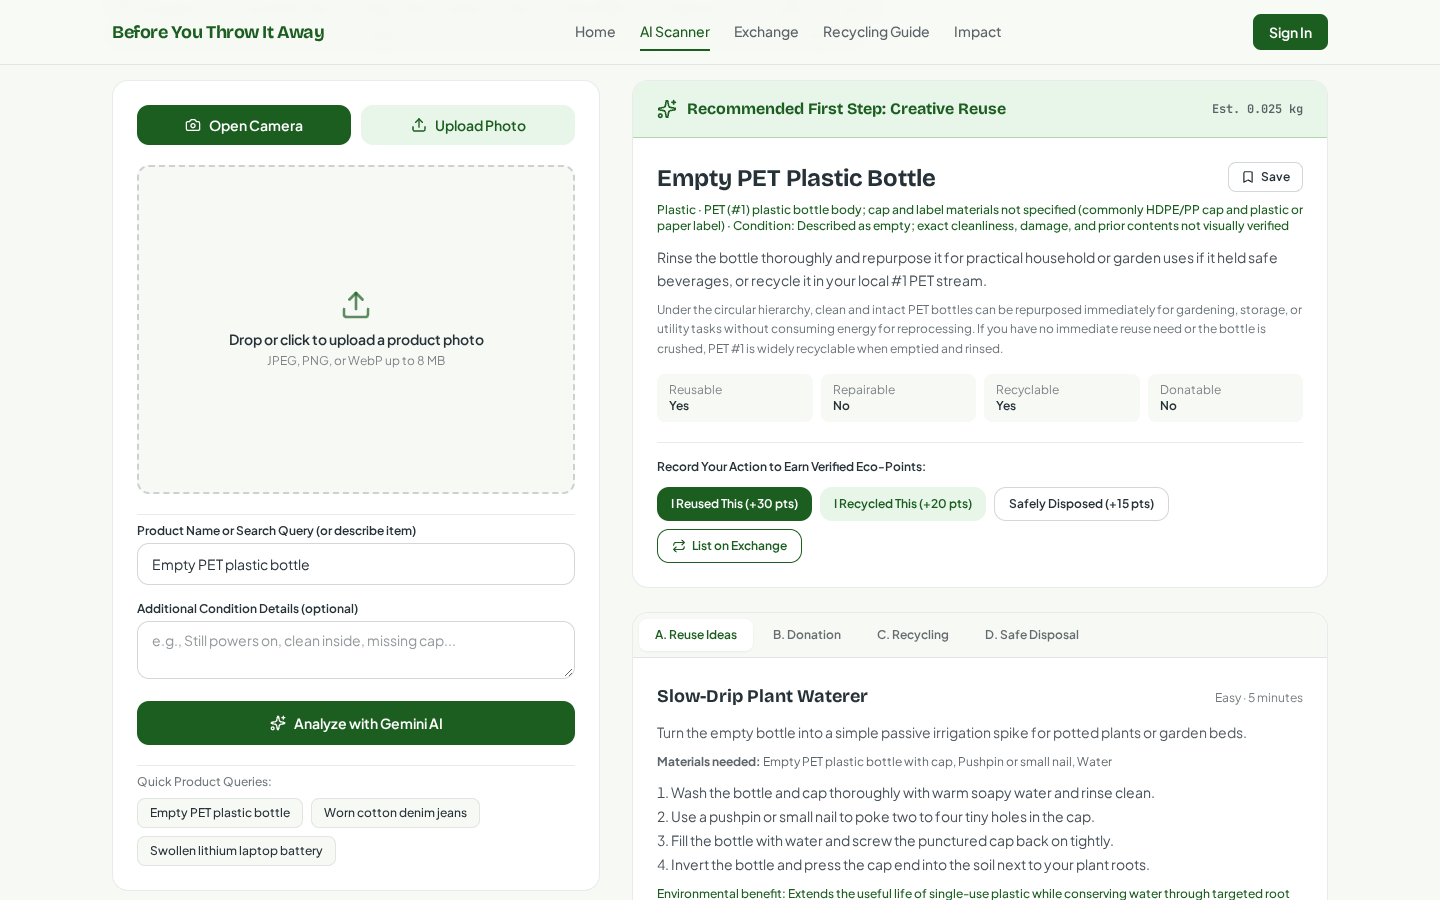 Before You Throw It Away
Home
AI Scanner
Exchange
Recycling Guide
Impact
Sign In
Open Camera
Upload Photo
Drop or click to upload a product photo
JPEG, PNG, or WebP up to 8 MB
Product Name or Search Query (or describe item)
Empty PET plastic bottle
Additional Condition Details (optional)
e.g., Still powers on, clean inside, missing cap...
Analyze with Gemini AI
Quick Product Queries:
Empty PET plastic bottle
Worn cotton denim jeans
Swollen lithium laptop battery
Recommended First Step: Creative Reuse
Est. 0.025 kg
Empty PET Plastic Bottle
Save
Plastic · PET (#1) plastic bottle body; cap and label materials not specified (commonly HDPE/PP cap and plastic or
paper label) · Condition: Described as empty; exact cleanliness, damage, and prior contents not visually verified
Rinse the bottle thoroughly and repurpose it for practical household or garden uses if it held safe
beverages, or recycle it in your local #1 PET stream.
Under the circular hierarchy, clean and intact PET bottles can be repurposed immediately for gardening, storage, or
utility tasks without consuming energy for reprocessing. If you have no immediate reuse need or the bottle is
crushed, PET #1 is widely recyclable when emptied and rinsed.
Reusable
Yes
Repairable
No
Recyclable
Yes
Donatable
No
Record Your Action to Earn Verified Eco-Points:
I Reused This (+30 pts)
I Recycled This (+20 pts)
Safely Disposed (+15 pts)
List on Exchange
A. Reuse Ideas
B. Donation
C. Recycling
D. Safe Disposal
Slow-Drip Plant Waterer
Easy · 5 minutes
Turn the empty bottle into a simple passive irrigation spike for potted plants or garden beds.
Materials needed: Empty PET plastic bottle with cap, Pushpin or small nail, Water
1. Wash the bottle and cap thoroughly with warm soapy water and rinse clean.
2. Use a pushpin or small nail to poke two to four tiny holes in the cap.
3. Fill the bottle with water and screw the punctured cap back on tightly.
4. Invert the bottle and press the cap end into the soil next to your plant roots.
Environmental benefit: Extends the useful life of single-use plastic while conserving water through targeted root